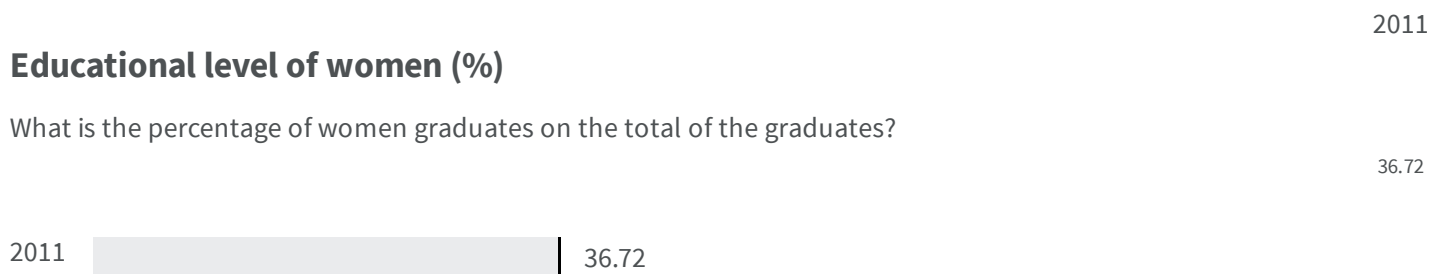 2011
Educational level of women (%)
What is the percentage of women graduates on the total of the graduates?
36.72
2011 36.72